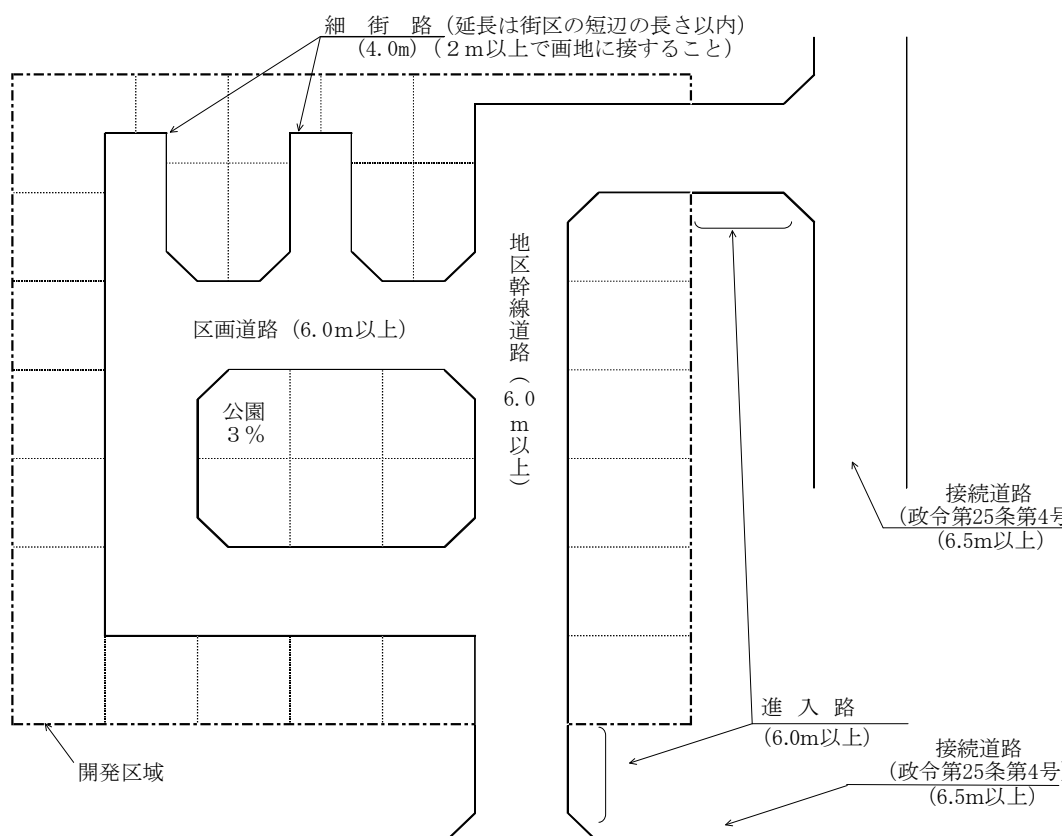 細 街 路 (延長は街区の短辺の長さ以内)
(4.0m) (2m以上で画地に接すること)
地区幹線道路(6.0m以上)
区画道路 (6.0m以上)
公園
3%
接続道路
(政令第25条第4号
(6.5m以上)
進 入 路
(6.0m以上)
接続道路
(政令第25条第4号)
(6.5m以上)
開発区域